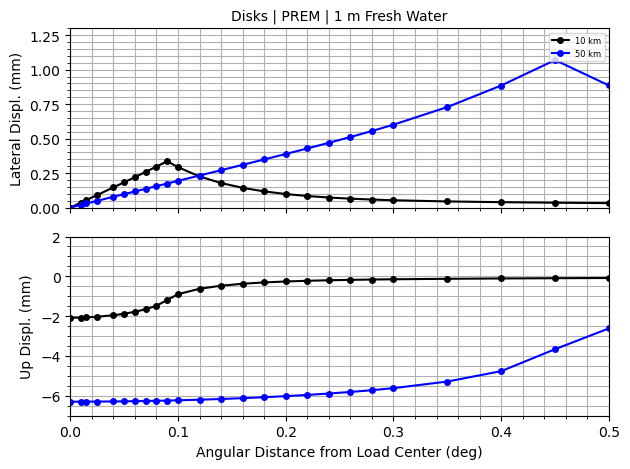 Disks | PREM | 1 m Fresh Water
Lateral Displ. (mm)
1.25
1.00
0.75
0.50
0.25
0.00
10 km
50 km
Up Displ. (mm)
2
0
−2
−4
−6
0.0 0.1 0.2 0.3 0.4 0.5
Angular Distance from Load Center (deg)